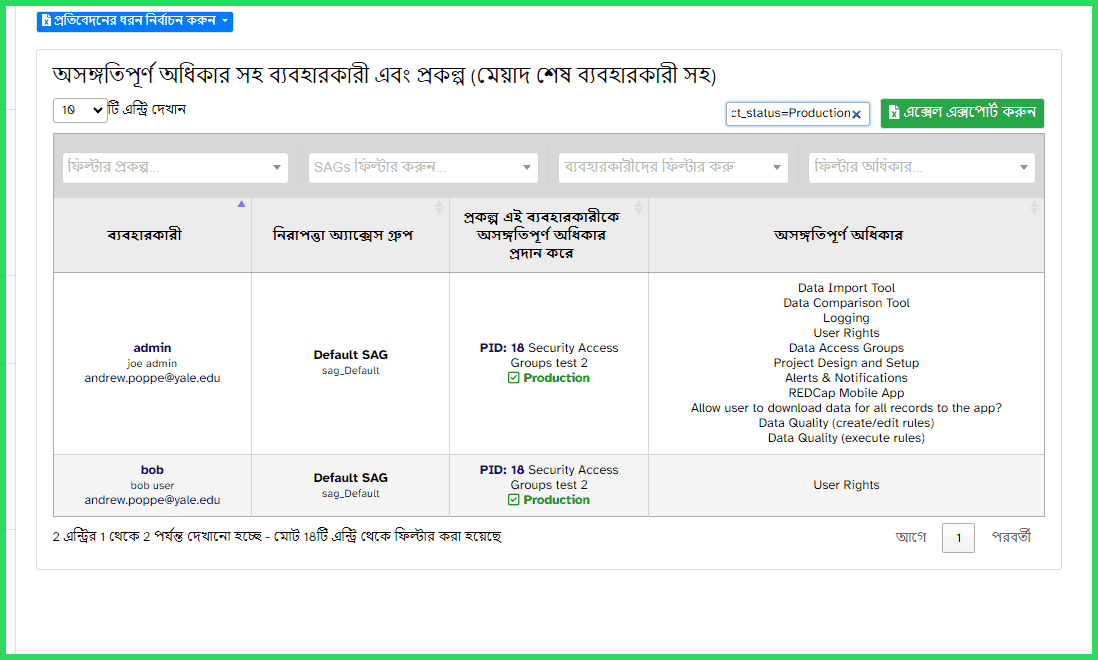 প্রতিবেদনের ধরন নির্বাচন করুন
অসঙ্গতিপূর্ণ অধিকার সহ ব্যবহারকারী এবং প্রকল্প (মেয়াদ শেষ ব্যবহারকারী সহ)
10 টি এন্ট্রি দেখান
ct_status=Production
এক্সেল এক্সপোর্ট করুন
ফিল্টার প্রকল্প...
SAGs ফিল্টার করুন...
ব্যবহারকারীদের ফিল্টার করু
ফিল্টার অধিকার...
ব্যবহারকারী
নিরাপত্তা অ্যাক্সেস গ্রুপ
প্রকল্প এই ব্যবহারকারীকে
অসঙ্গতিপূর্ণ অধিকার
প্রদান করে
অসঙ্গতিপূর্ণ অধিকার
admin
joe admin
andrew.poppe@yale.edu
Default SAG
sag_Default
PID: 18 Security Access
Groups test 2
Production
Data Import Tool
Data Comparison Tool
Logging
User Rights
Data Access Groups
Project Design and Setup
Alerts & Notifications
REDCap Mobile App
Allow user to download data for all records to the app?
Data Quality (create/edit rules)
Data Quality (execute rules)
bob
bob user
andrew.poppe@yale.edu
Default SAG
sag_Default
PID: 18 Security Access
Groups test 2
Production
User Rights
2 এন্ট্রির 1 থেকে 2 পর্যন্ত দেখানো হচ্ছে - মোট 18টি এন্ট্রি থেকে ফিল্টার করা হয়েছে
আগে
1
পরবর্তী